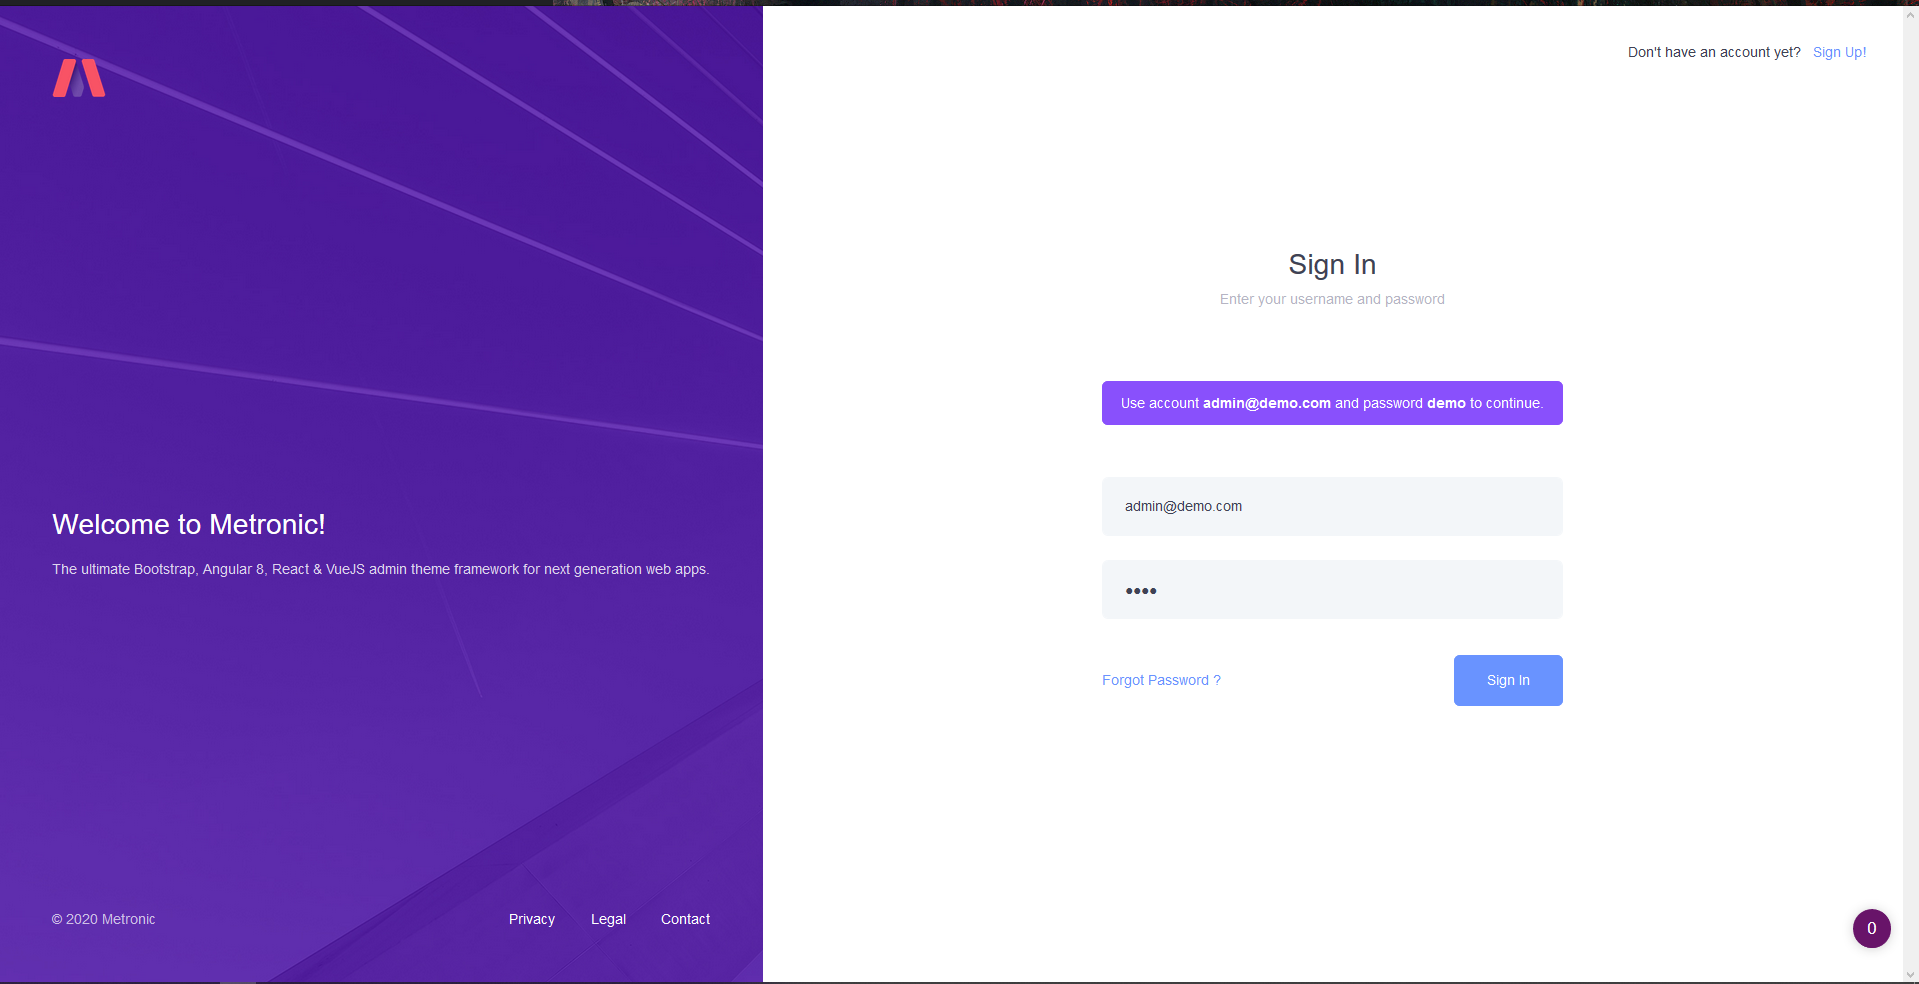 Don't have an account yet? Sign Up!
Welcome to Metronic!
The ultimate Bootstrap, Angular 8, React & VueJS admin theme framework for next generation web apps.
© 2020 Metronic
Privacy Legal Contact
Sign In
Enter your username and password
Use account admin@demo.com and password demo to continue.
admin@demo.com
••••
Forgot Password ?
Sign In
0